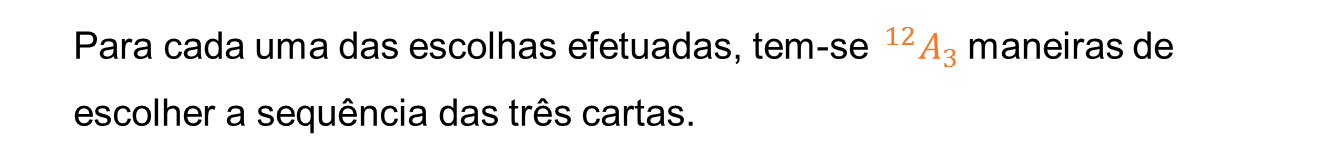 Para cada uma das escolhas efetuadas, tem-se ¹²A₃ maneiras de
escolher a sequência das três cartas.